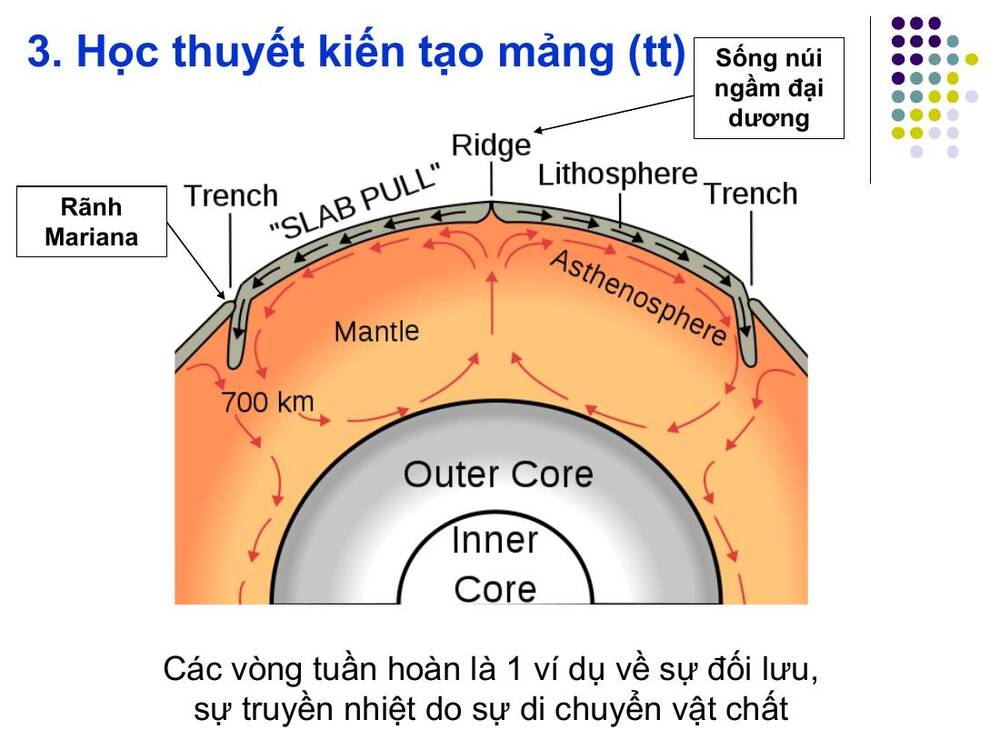 3. Học thuyết kiến tạo mảng (tt)
Sống núi
ngầm đại
dương
Ridge
"SLAB PULL"
Lithosphere
Trench
Trench
Rãnh
Mariana
Asthenosphere
Mantle
700 km
Outer Core
Inner
Core
Các vòng tuần hoàn là 1 ví dụ về sự đối lưu,
sự truyền nhiệt do sự di chuyển vật chất